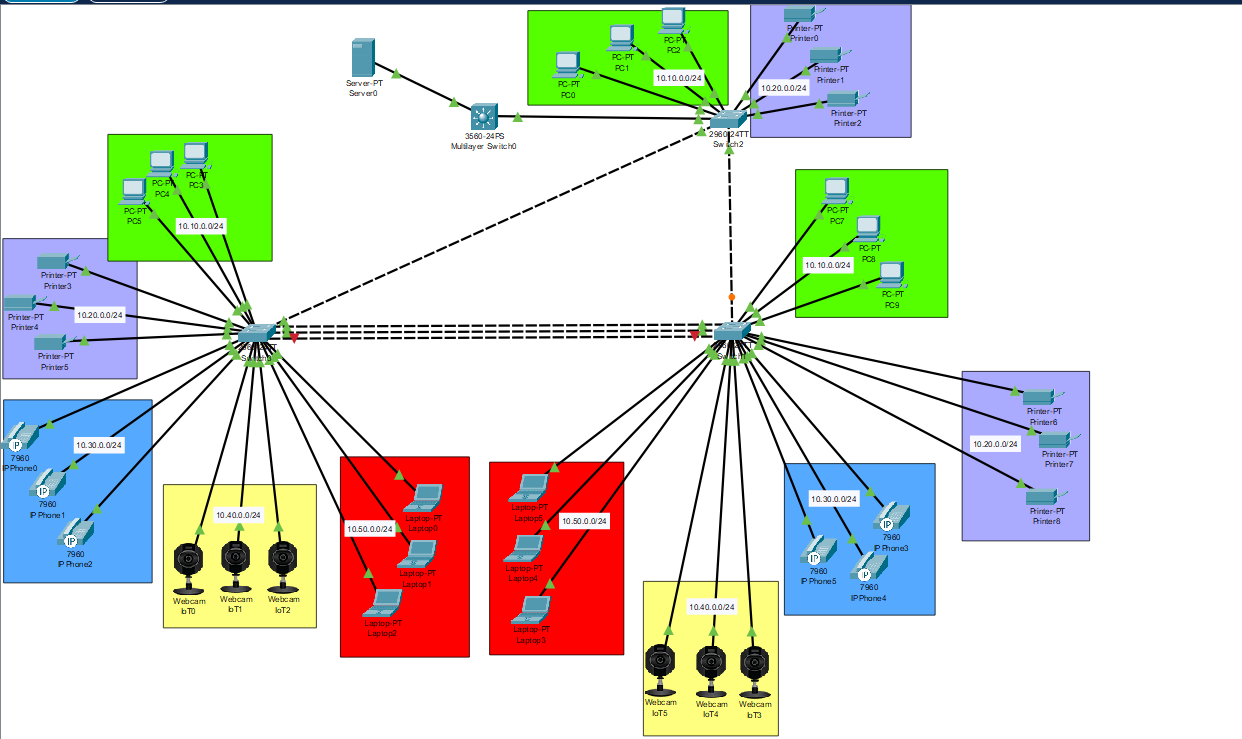 Server-PT
Server0
3560-24PS
Multilayer Switch0
PC-PT
PC2
PC-PT
PC1
PC-PT
PC0
10.10.0.0/24
Printer-PT
Printer0
Printer-PT
Printer1
10.20.0.0/24
Printer-PT
Printer2
2960-24TT
Switch2
PC-PT
PC3
PC-PT
PC4
PC-PT
PC5
10.10.0.0/24
PC-PT
PC7
PC-PT
PC8
10.10.0.0/24
PC-PT
PC9
Printer-PT
Printer3
Printer-PT
Printer4
10.20.0.0/24
Printer-PT
Printer5
Printer-PT
Printer6
10.20.0.0/24
Printer-PT
Printer7
Printer-PT
Printer8
7960
IP Phone0
10.30.0.0/24
7960
IP Phone1
7960
IP Phone2
10.40.0.0/24
Webcam
IoT0
Webcam
IoT1
Webcam
IoT2
Laptop-PT
Laptop0
10.50.0.0/24
Laptop-PT
Laptop1
Laptop-PT
Laptop2
Laptop-PT
Laptop5
10.50.0.0/24
Laptop-PT
Laptop4
Laptop-PT
Laptop3
10.30.0.0/24
7960
IP Phone3
7960
IP Phone5
7960
IP Phone4
10.40.0.0/24
Webcam
IoT5
Webcam
IoT4
Webcam
IoT3